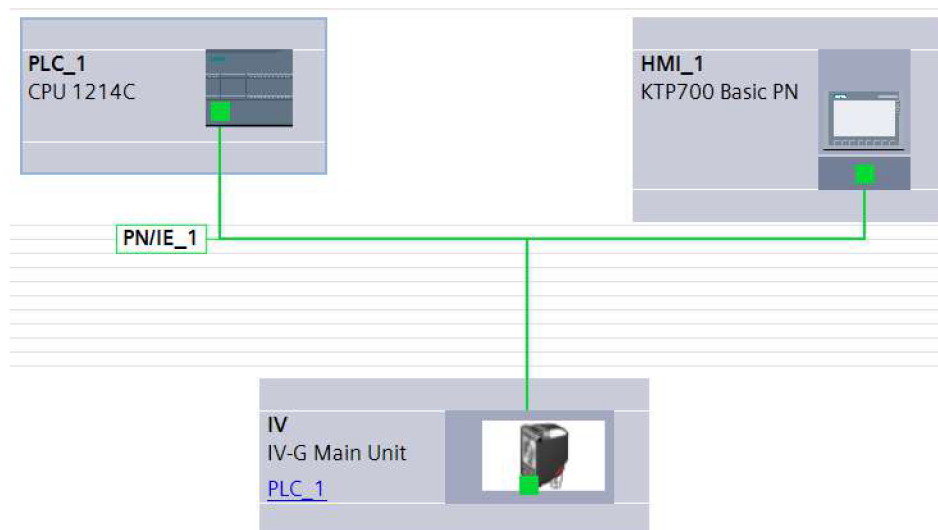 PLC_1
CPU 1214C
HMI_1
KTP700 Basic PN
PN/IE_1
IV
IV-G Main Unit
PLC_1